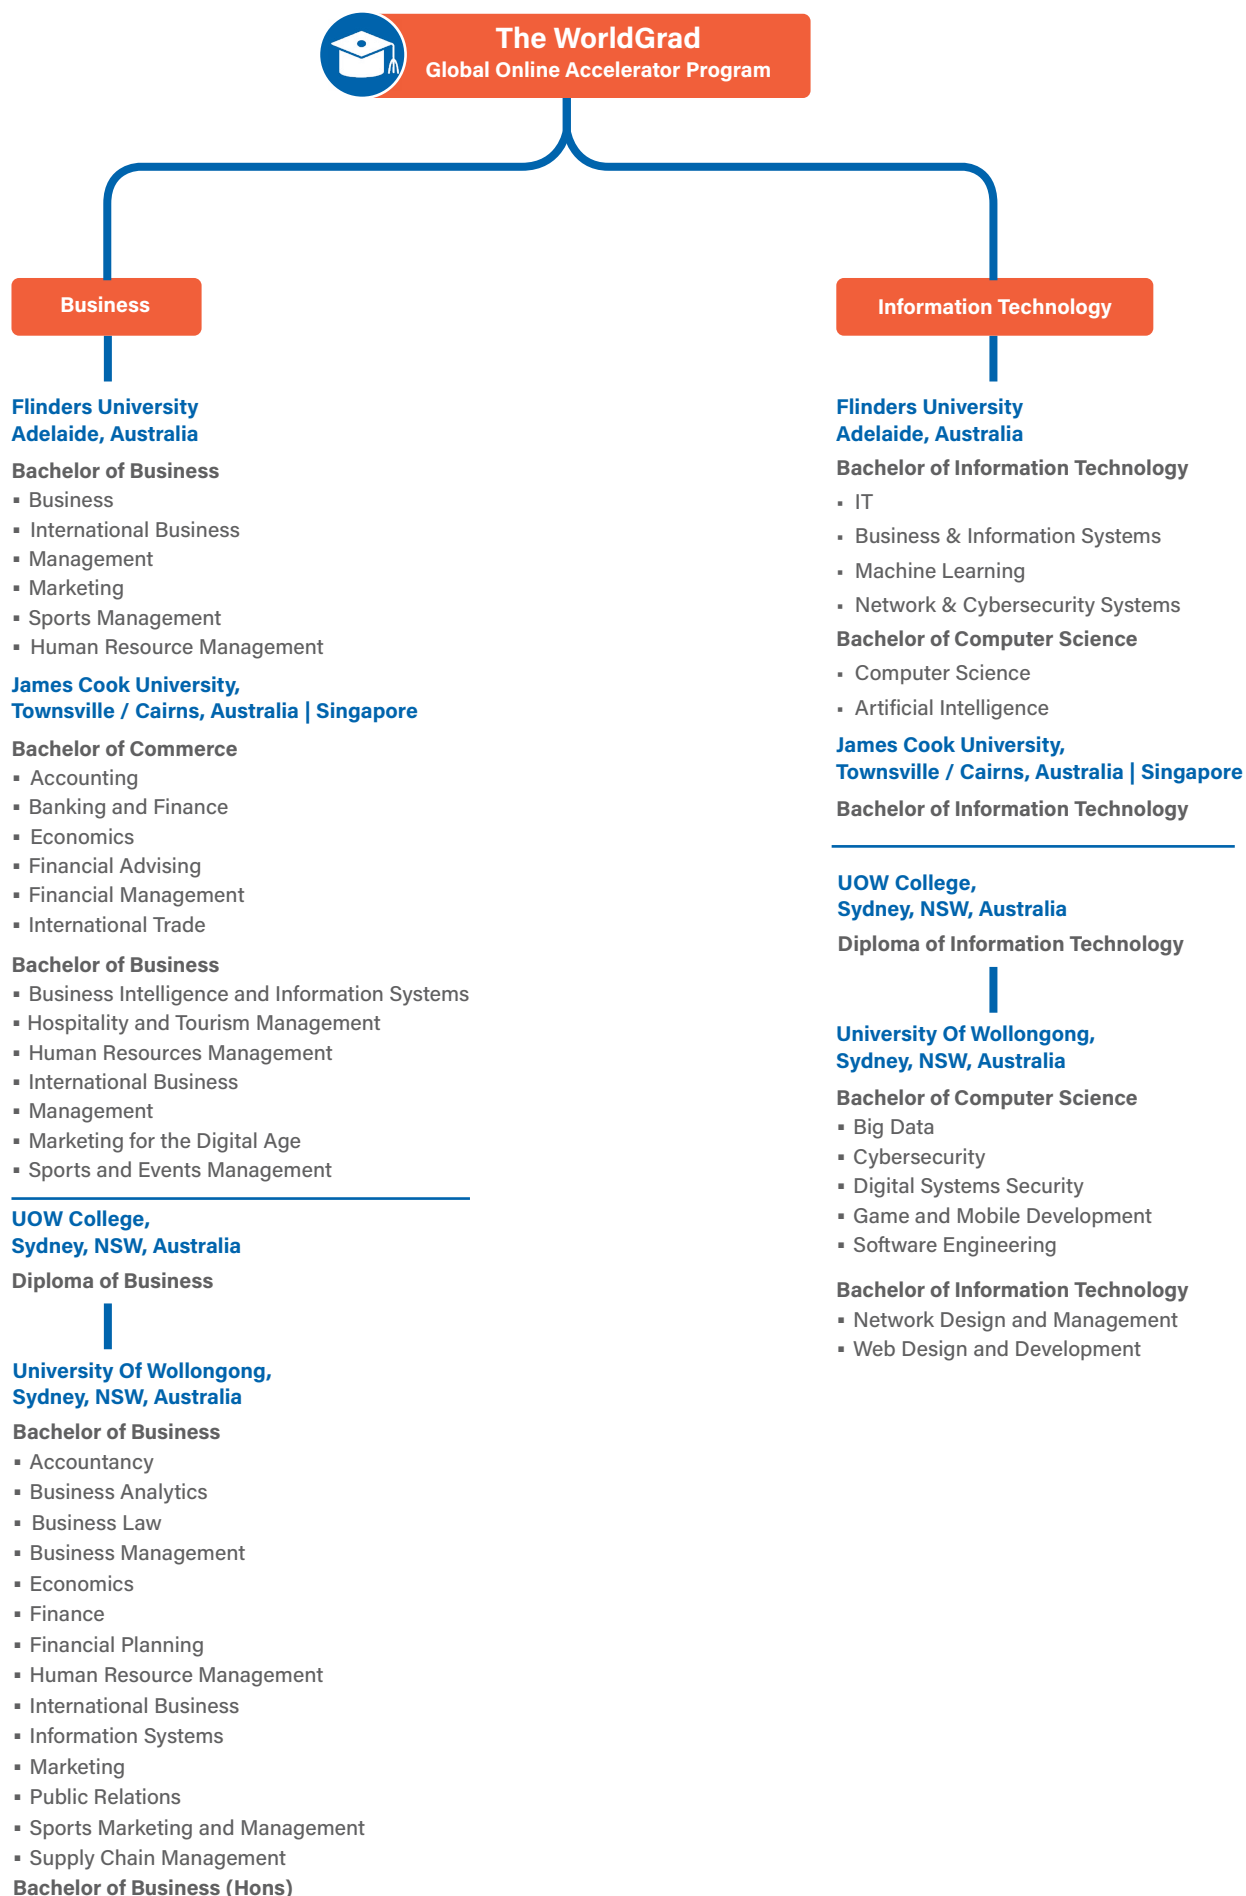 The WorldGrad
Global Online Accelerator Program
Business
Flinders University
Adelaide, Australia
Bachelor of Business
▪ Business
▪ International Business
▪ Management
▪ Marketing
▪ Sports Management
▪ Human Resource Management
James Cook University,
Townsville / Cairns, Australia | Singapore
Bachelor of Commerce
▪ Accounting
▪ Banking and Finance
▪ Economics
▪ Financial Advising
▪ Financial Management
▪ International Trade
Bachelor of Business
▪ Business Intelligence and Information Systems
▪ Hospitality and Tourism Management
▪ Human Resources Management
▪ International Business
▪ Management
▪ Marketing for the Digital Age
▪ Sports and Events Management
UOW College,
Sydney, NSW, Australia
Diploma of Business
University Of Wollongong,
Sydney, NSW, Australia
Bachelor of Business
▪ Accountancy
▪ Business Analytics
▪ Business Law
▪ Business Management
▪ Economics
▪ Finance
▪ Financial Planning
▪ Human Resource Management
▪ International Business
▪ Information Systems
▪ Marketing
▪ Public Relations
▪ Sports Marketing and Management
▪ Supply Chain Management
Bachelor of Business (Hons)
Information Technology
Flinders University
Adelaide, Australia
Bachelor of Information Technology
▪ IT
▪ Business & Information Systems
▪ Machine Learning
▪ Network & Cybersecurity Systems
Bachelor of Computer Science
▪ Computer Science
▪ Artificial Intelligence
James Cook University,
Townsville / Cairns, Australia | Singapore
Bachelor of Information Technology
UOW College,
Sydney, NSW, Australia
Diploma of Information Technology
University Of Wollongong,
Sydney, NSW, Australia
Bachelor of Computer Science
▪ Big Data
▪ Cybersecurity
▪ Digital Systems Security
▪ Game and Mobile Development
▪ Software Engineering
Bachelor of Information Technology
▪ Network Design and Management
▪ Web Design and Development